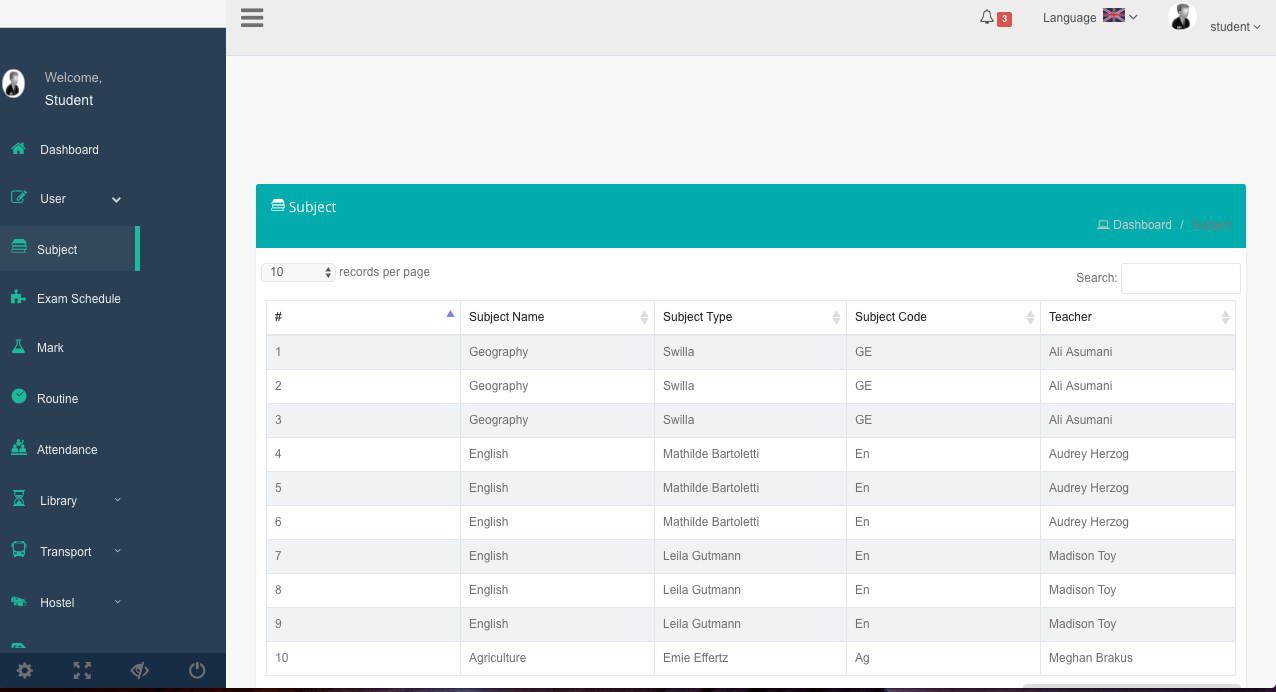 3
Language
student
Welcome,
Student
Dashboard
User
Subject
Exam Schedule
Mark
Routine
Attendance
Library
Transport
Hostel
Subject
Dashboard / Subject
10 records per page
Search:
# Subject Name Subject Type Subject Code Teacher
1 Geography Swilla GE Ali Asumani
2 Geography Swilla GE Ali Asumani
3 Geography Swilla GE Ali Asumani
4 English Mathilde Bartoletti En Audrey Herzog
5 English Mathilde Bartoletti En Audrey Herzog
6 English Mathilde Bartoletti En Audrey Herzog
7 English Leila Gutmann En Madison Toy
8 English Leila Gutmann En Madison Toy
9 English Leila Gutmann En Madison Toy
10 Agriculture Emie Effertz Ag Meghan Brakus